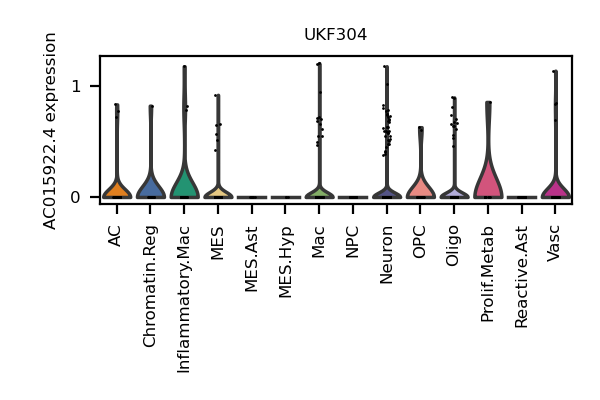 UKF304
AC015922.4 expression
1
0
AC
Chromatin.Reg
Inflammatory.Mac
MES
MES.Ast
MES.Hyp
Mac
NPC
Neuron
OPC
Oligo
Prolif.Metab
Reactive.Ast
Vasc